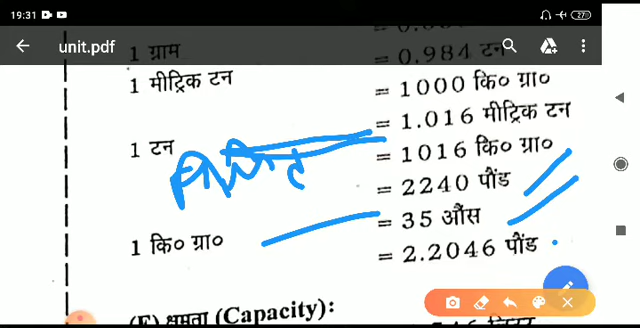 19:31
27
unit.pdf
1 ग्राम
= 0.984 टन
1 मीट्रिक टन
= 1000 कि० ग्रा०
= 1.016 मीट्रिक टन
1 टन
= 1016 कि० ग्रा०
= 2240 पौंड
= 35 औंस
1 कि० ग्रा०
= 2.2046 पौंड
(E) क्षमता (Capacity):